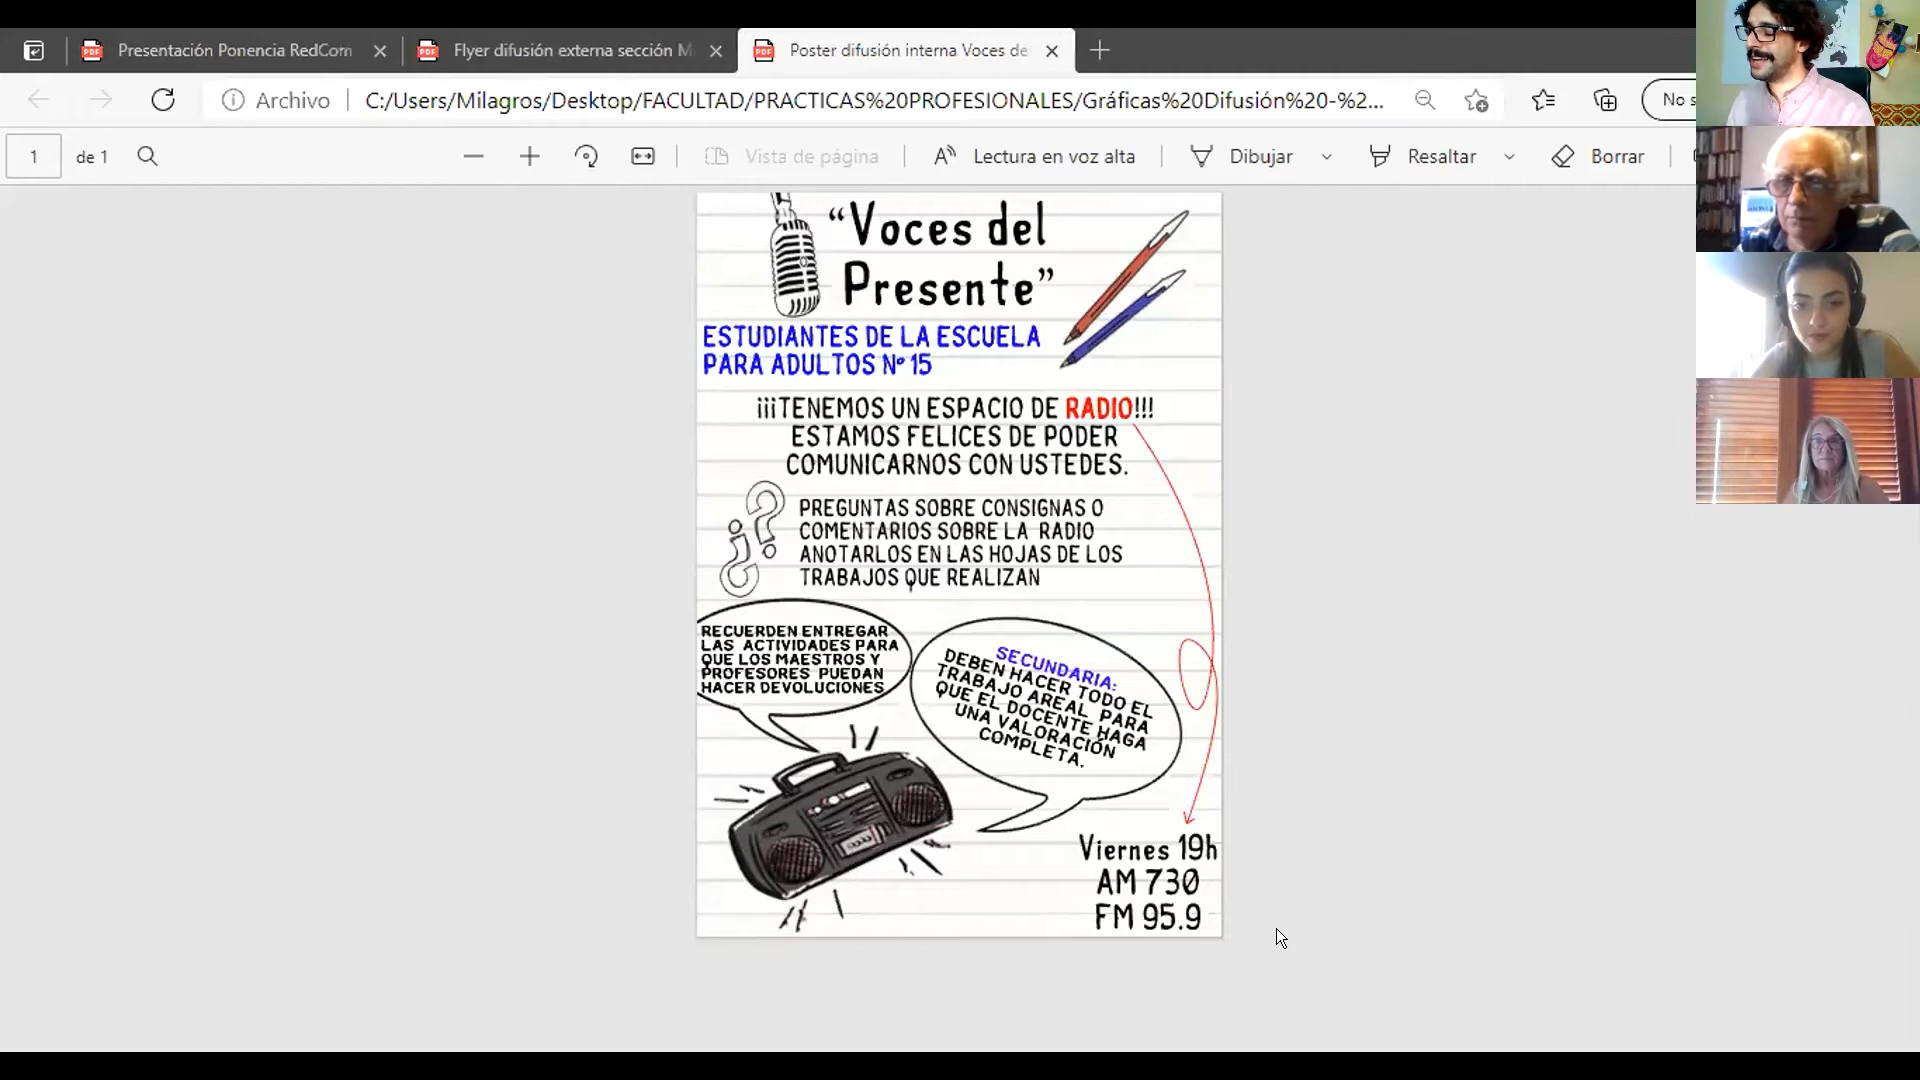 Presentación Ponencia RedCom
Flyer difusión externa sección M
Poster difusión interna Voces de
Archivo
C:/Users/Milagros/Desktop/FACULTAD/PRACTICAS%20PROFESIONALES/Gráficas%20Difusión%20-%2...
No s
1 de 1
Vista de página
Lectura en voz alta
Dibujar
Resaltar
Borrar
“Voces del
Presente”
ESTUDIANTES DE LA ESCUELA
PARA ADULTOS Nº 15
¡¡¡TENEMOS UN ESPACIO DE RADIO!!!
ESTAMOS FELICES DE PODER
COMUNICARNOS CON USTEDES.
¿?
PREGUNTAS SOBRE CONSIGNAS O
COMENTARIOS SOBRE LA RADIO
ANOTARLOS EN LAS HOJAS DE LOS
TRABAJOS QUE REALIZAN
RECUERDEN ENTREGAR
LAS ACTIVIDADES PARA
QUE LOS MAESTROS Y
PROFESORES PUEDAN
HACER DEVOLUCIONES
SECUNDARIA:
DEBEN HACER TODO EL
TRABAJO AREAL PARA
QUE EL DOCENTE HAGA
UNA VALORACIÓN
COMPLETA.
Viernes 19h
AM 730
FM 95.9